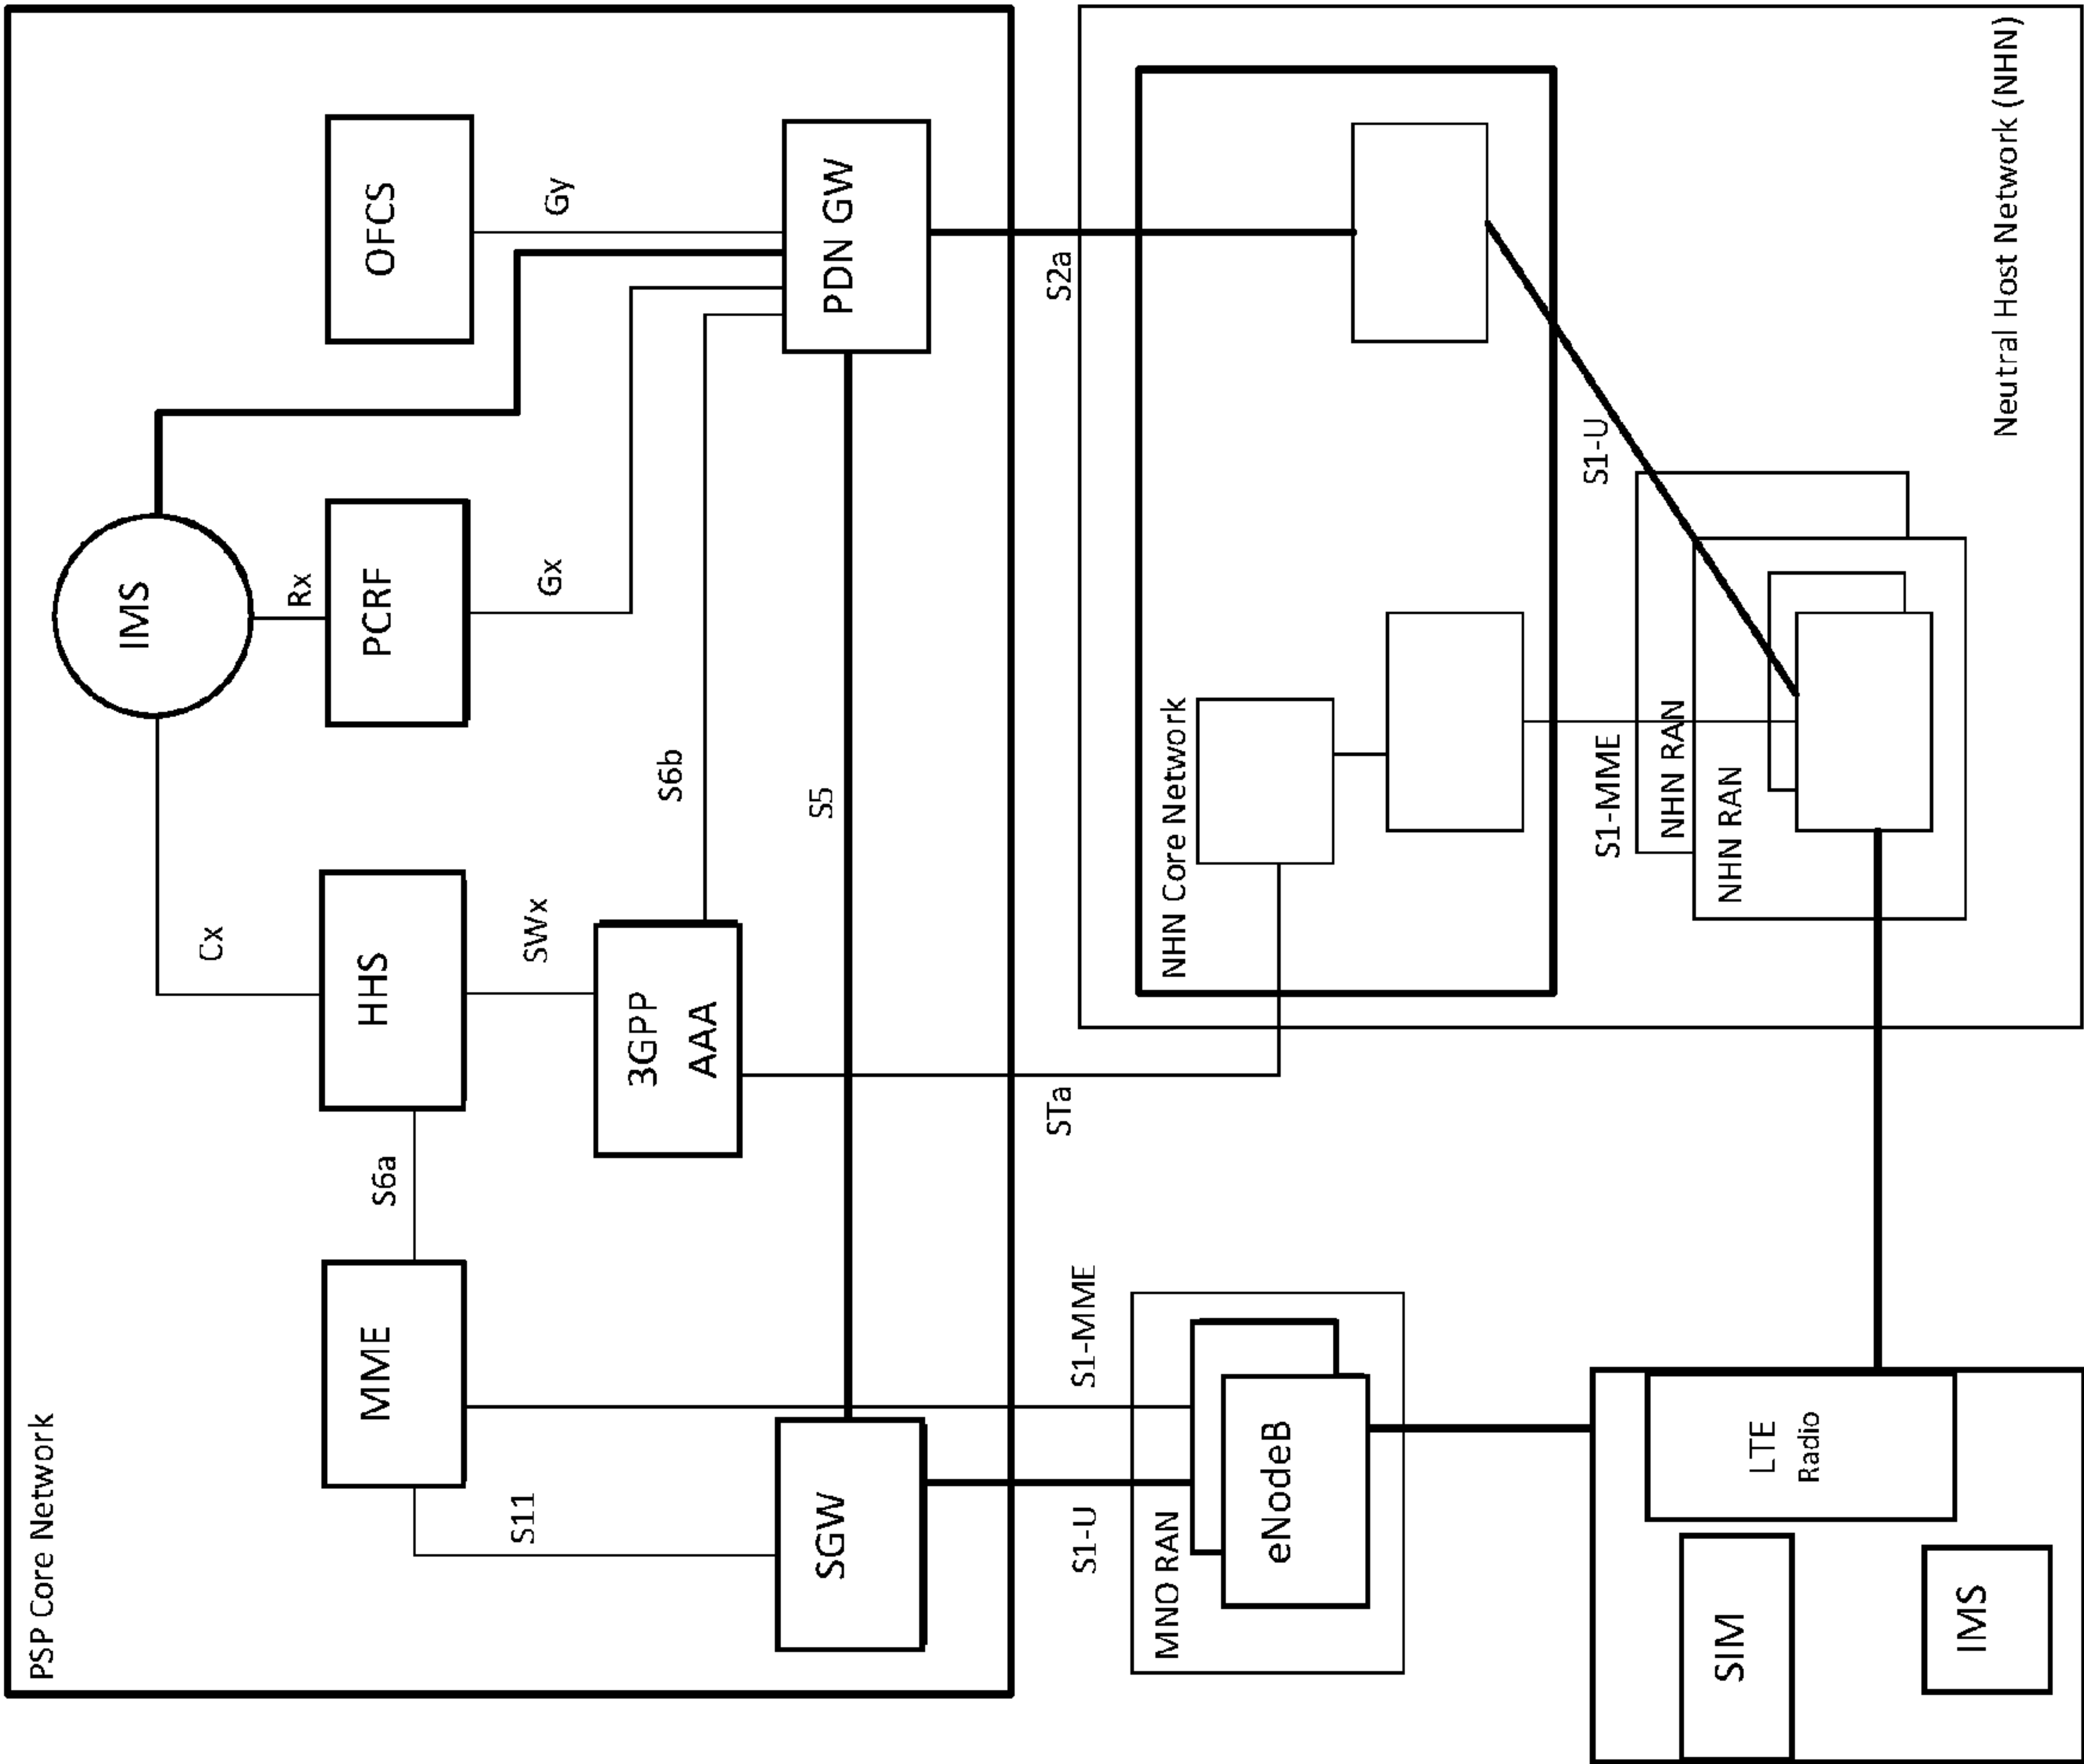 PSP Core Network
IMS
Cx
Rx
MME
S6a
HHS
PCRF
OFCS
S11
SWx
Gx
Gy
3GPP
AAA
S6b
SGW
S5
PDN GW
STa
S2a
S1-U
S1-MME
MNO RAN
NHN Core Network
eNodeB
S1-MME
S1-U
NHN RAN
NHN RAN
SIM
LTE
Radio
IMS
Neutral Host Network (NHN)